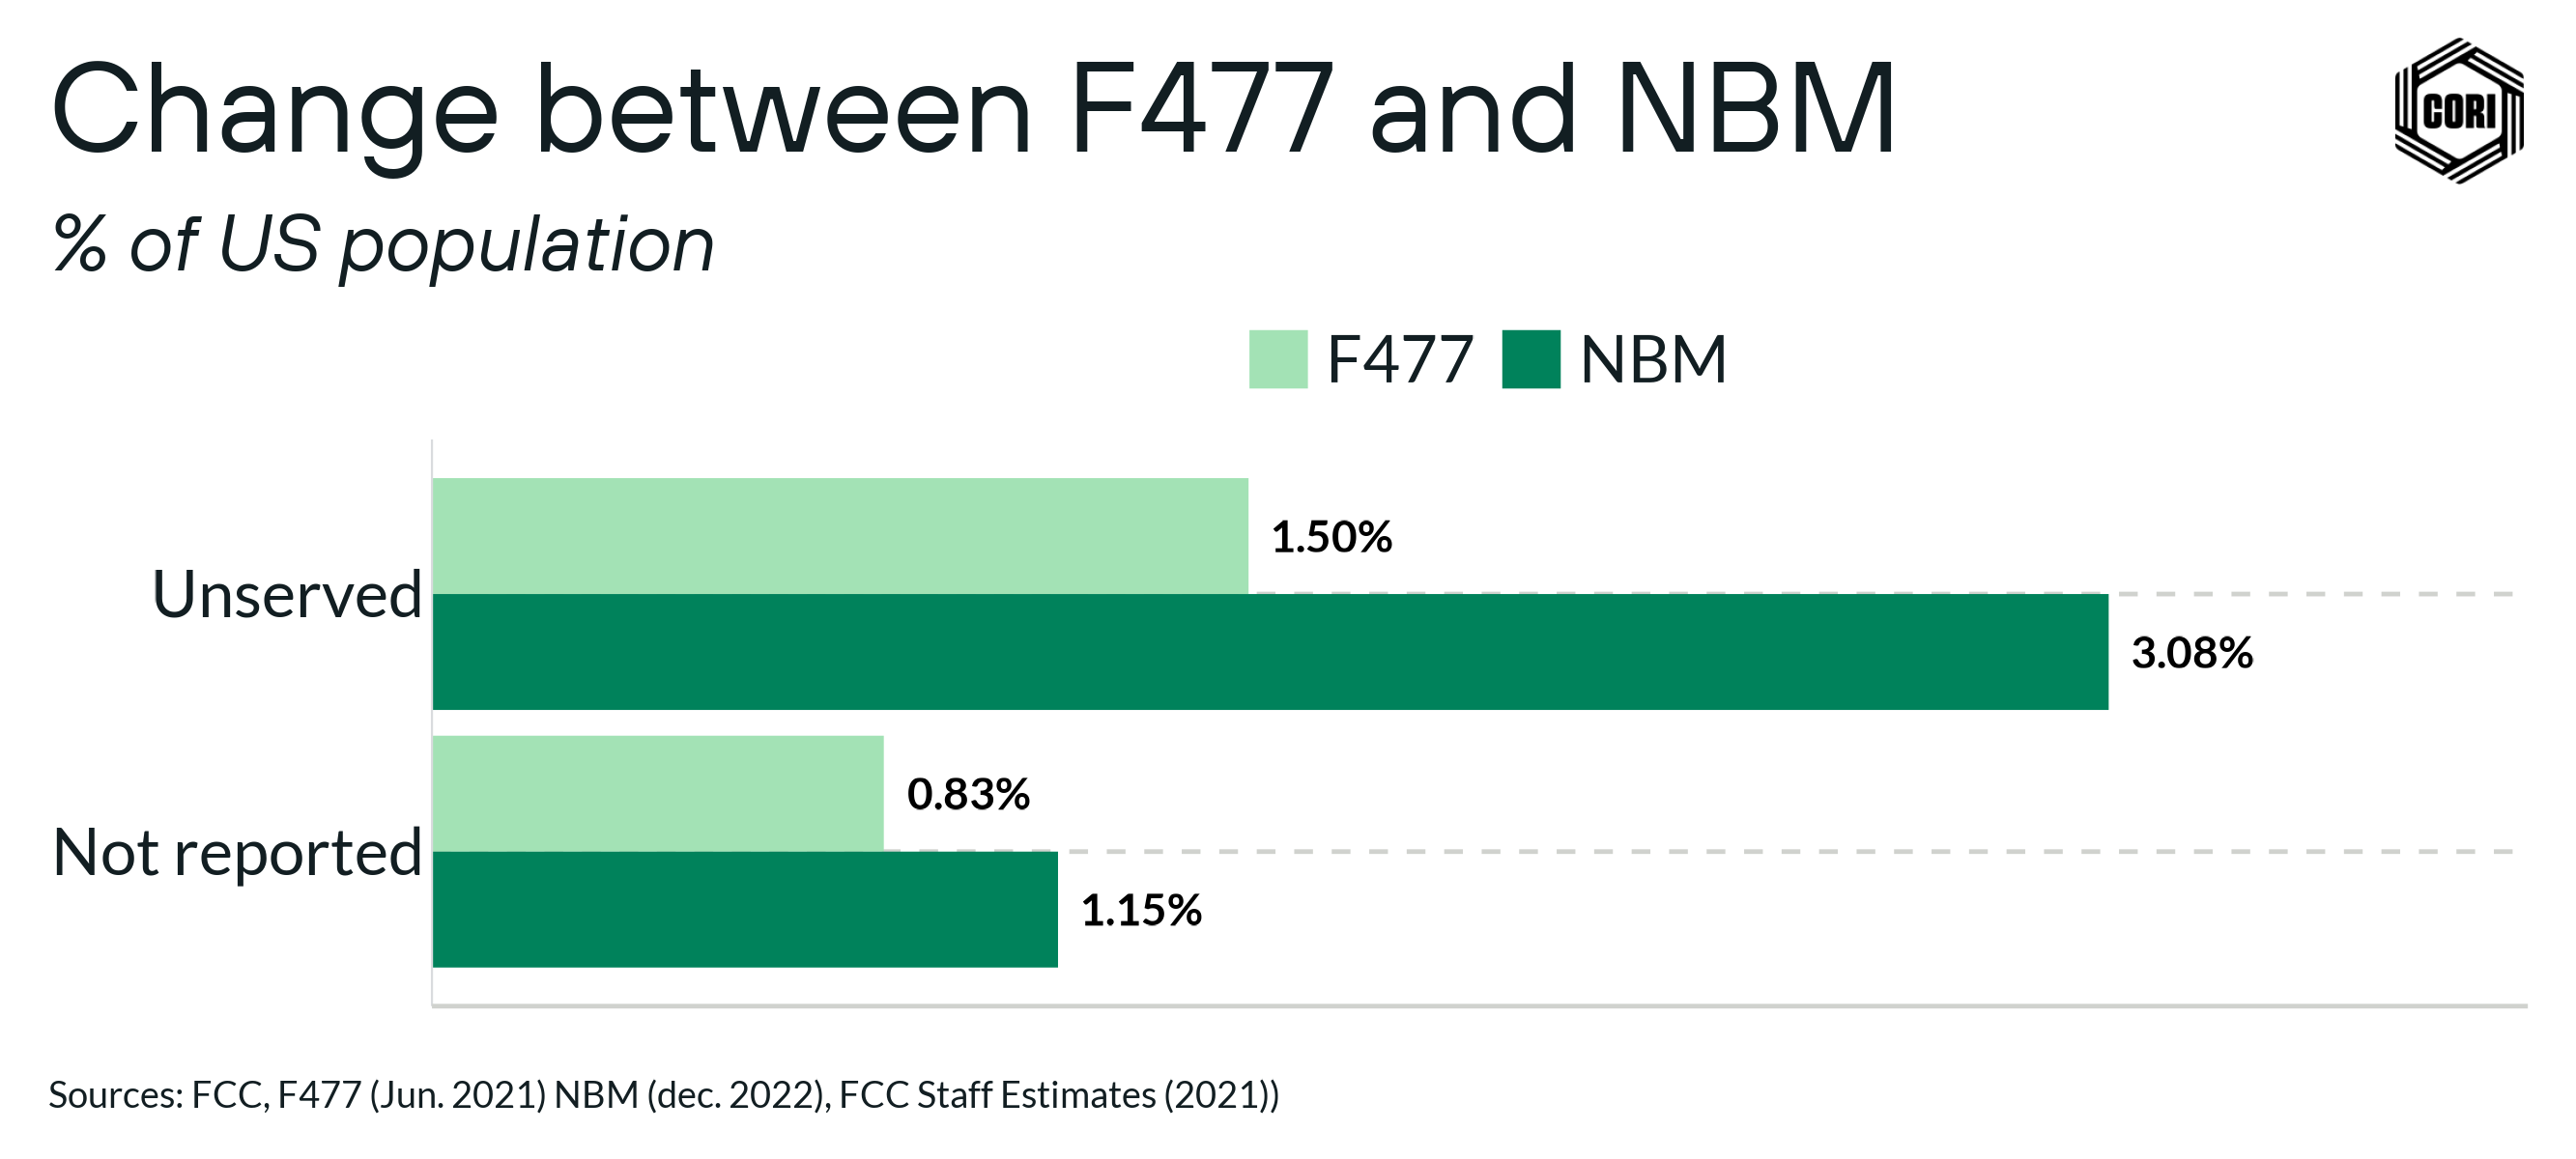 Change between F477 and NBM
CORI
% of US population
F477 NBM
1.50%
Unserved
3.08%
0.83%
Not reported
1.15%
Sources: FCC, F477 (Jun. 2021) NBM (dec. 2022), FCC Staff Estimates (2021))